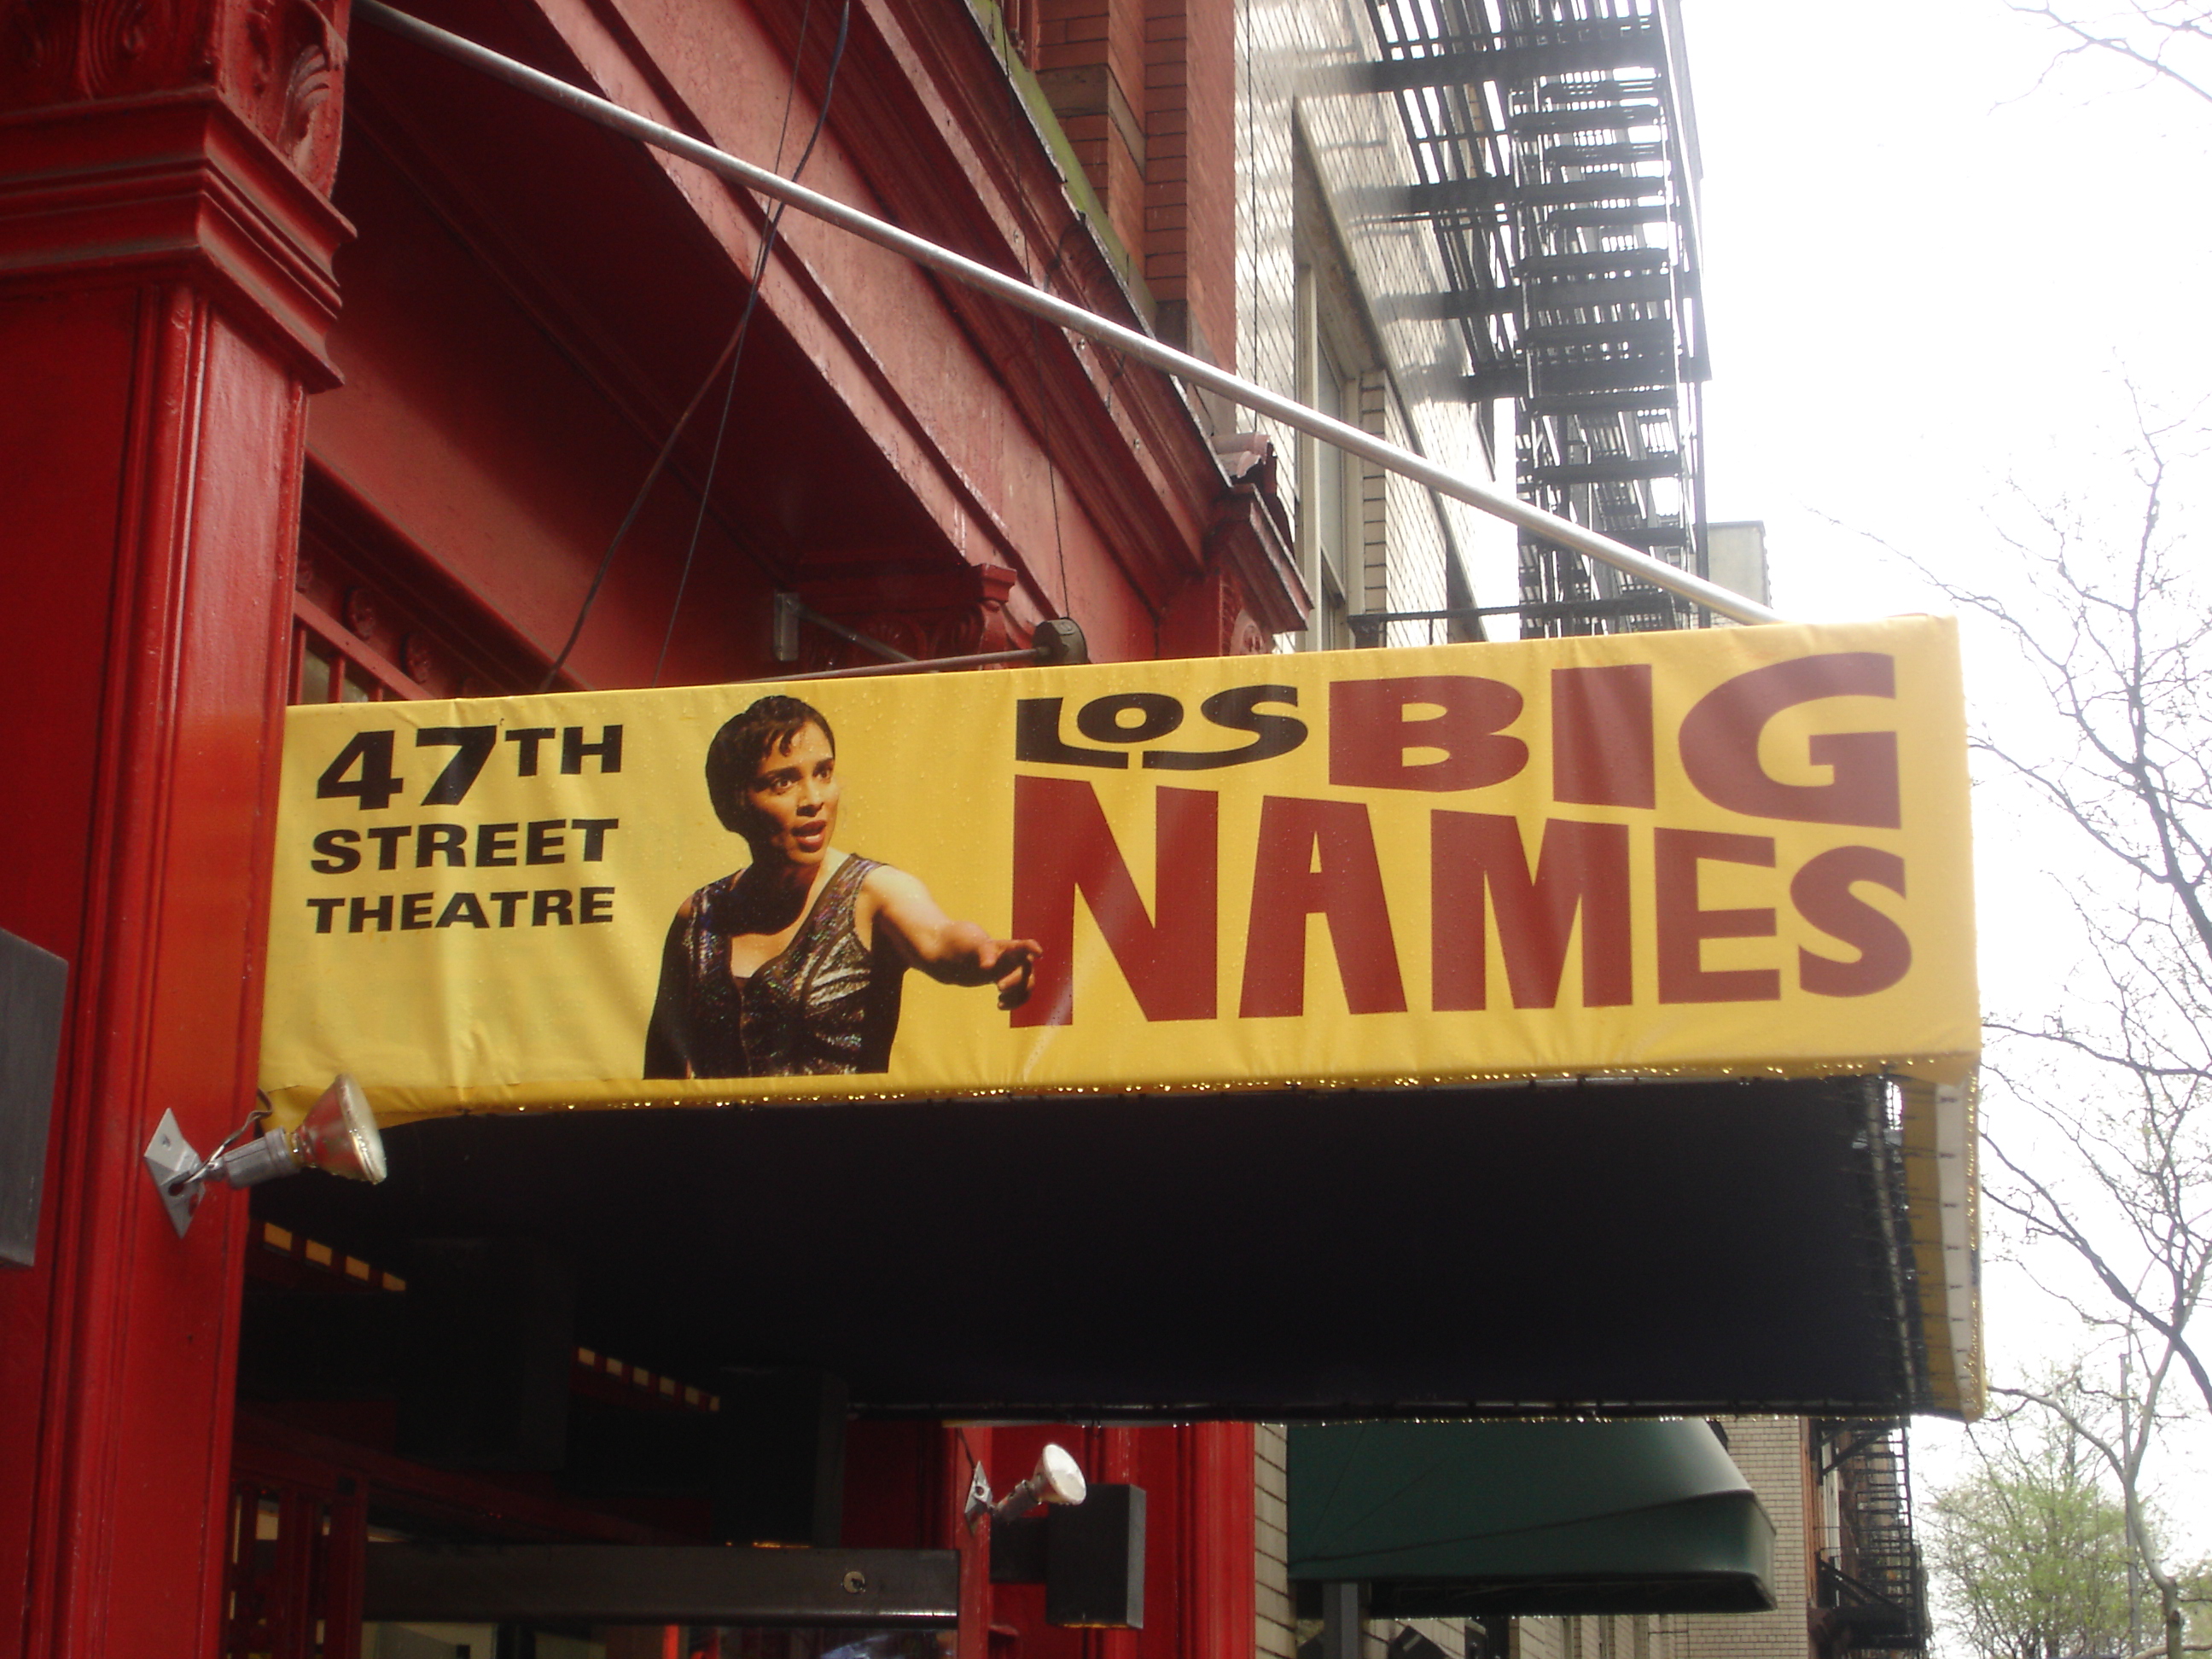 47TH
STREET
THEATRE
LOS BIG
NAMES